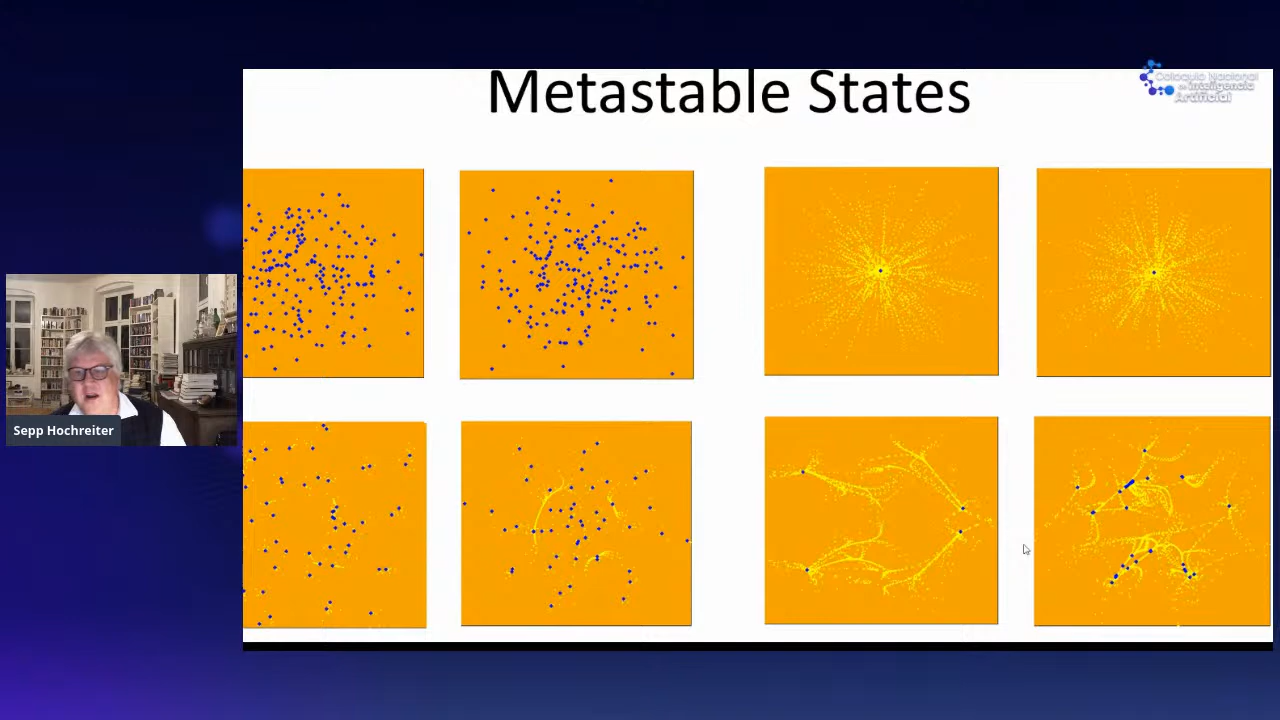 Metastable States
Coloquio Nacional
de Inteligencia
Artificial
Sepp Hochreiter